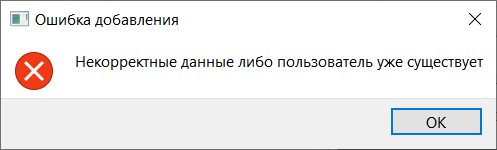 Ошибка добавления
Некорректные данные либо пользователь уже существует
OK